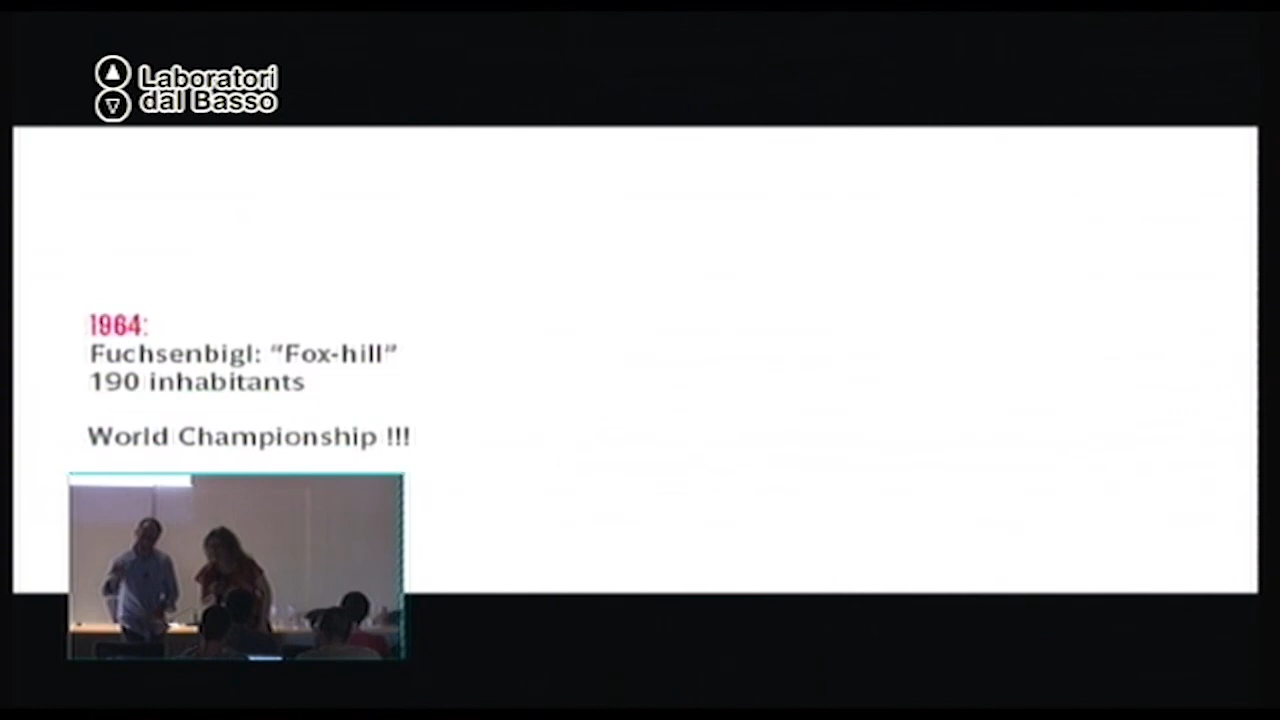 Laboratori
dal Basso
1964:
Fuchsenbigl: "Fox-hill"
190 inhabitants
World Championship !!!